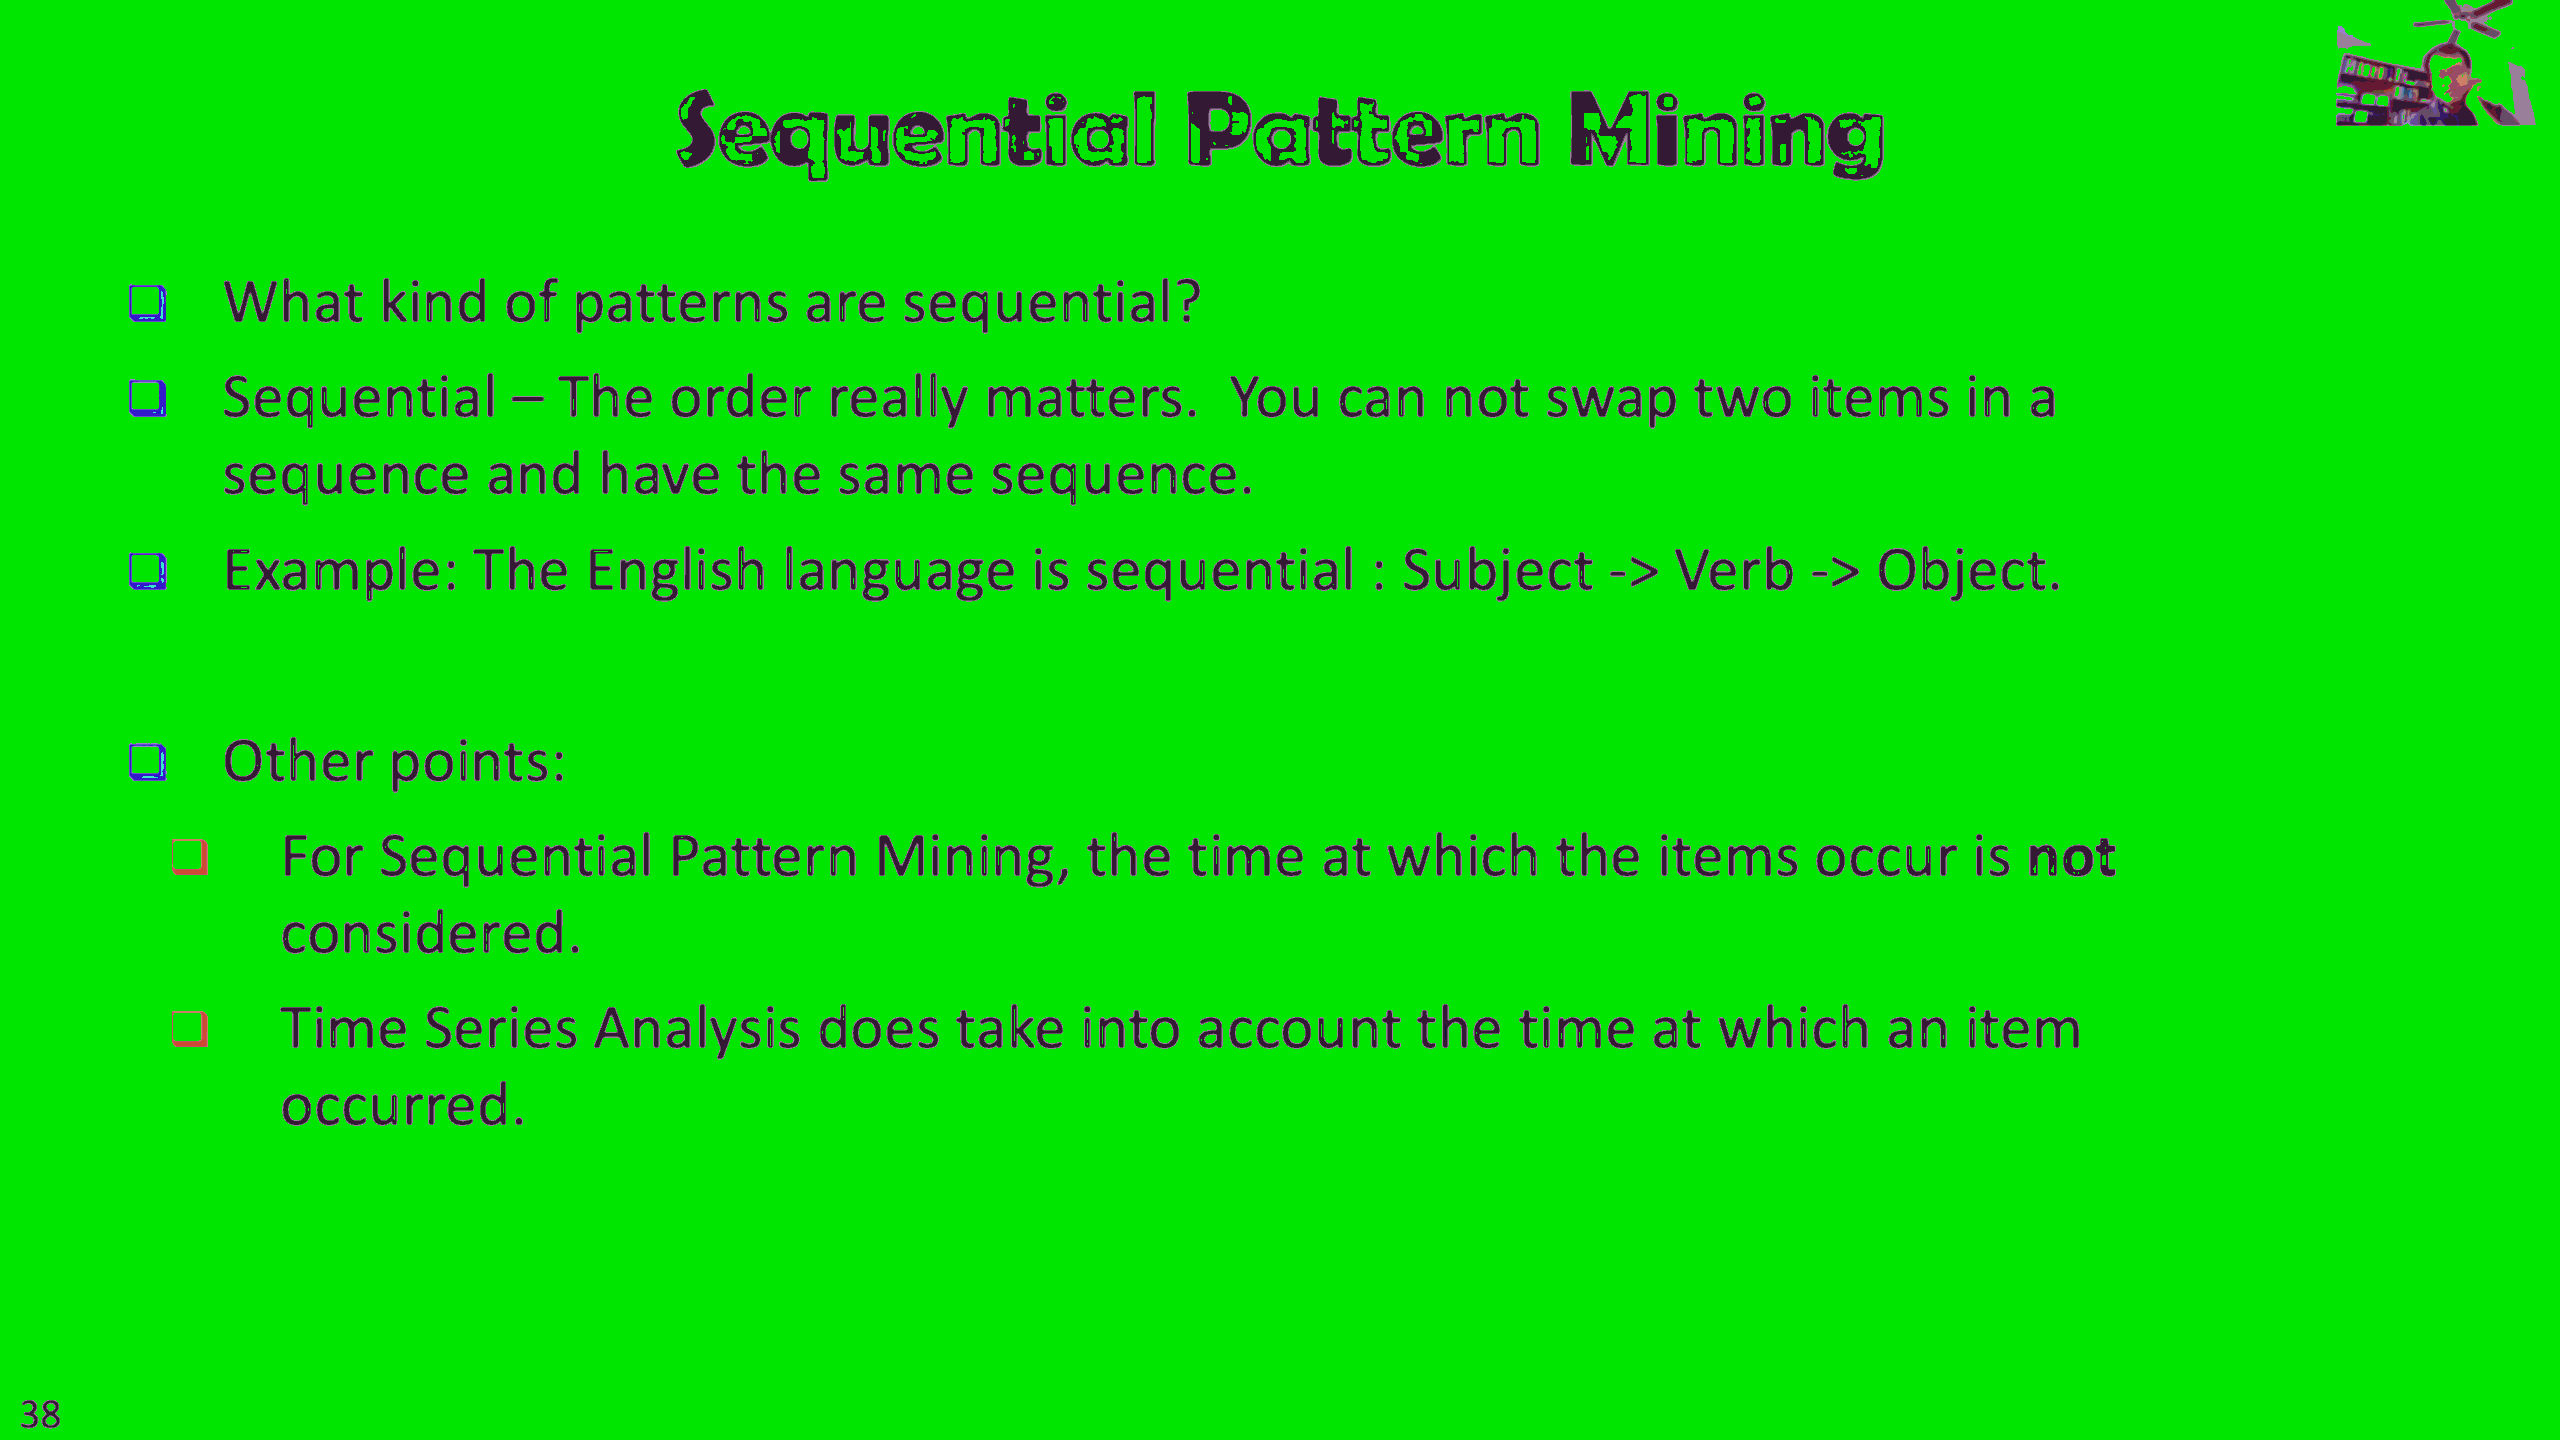 Sequential Pattern Mining
What kind of patterns are sequential?
Sequential – The order really matters.  You can not swap two items in a
sequence and have the same sequence.
Example: The English language is sequential : Subject -> Verb -> Object.
Other points:
For Sequential Pattern Mining, the time at which the items occur is not
considered.
Time Series Analysis does take into account the time at which an item
occurred.
38